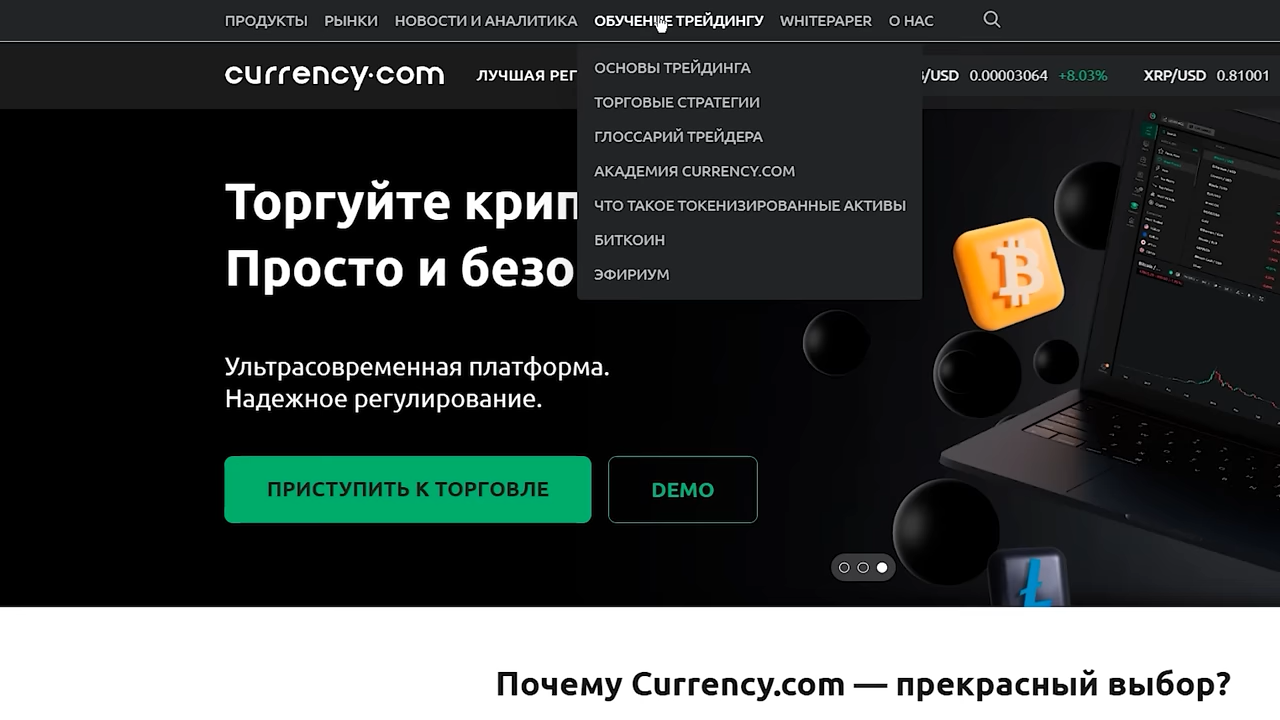 ПРОДУКТЫ РЫНКИ НОВОСТИ И АНАЛИТИКА ОБУЧЕНИЕ ТРЕЙДИНГУ WHITEPAPER О НАС
currency.com ЛУЧШАЯ /USD 0.00003064 +8.03% XRP/USD 0.81001
ОСНОВЫ ТРЕЙДИНГА
ТОРГОВЫЕ СТРАТЕГИИ
ГЛОССАРИЙ ТРЕЙДЕРА
АКАДЕМИЯ CURRENCY.COM
ЧТО ТАКОЕ ТОКЕНИЗИРОВАННЫЕ АКТИВЫ
БИТКОИН
ЭФИРИУМ
Торгуйте крип
Просто и безо
Ультрасовременная платформа.
Надежное регулирование.
ПРИСТУПИТЬ К ТОРГОВЛЕ DEMO
Почему Currency.com — прекрасный выбор?